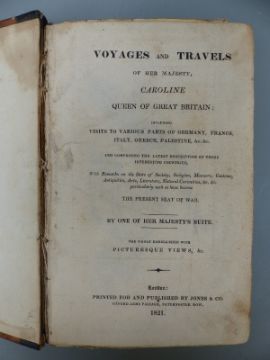 VOYAGES AND TRAVELS
OF HER MAJESTY,
CAROLINE
QUEEN OF GREAT BRITAIN;
INCLUDING
VISITS TO VARIOUS PARTS OF GERMANY, FRANCE,
ITALY, GREECE, PALESTINE, &c. &c.
AND COMPRISING THE LATEST DESCRIPTION OF THOSE
INTERESTING COUNTRIES,
With Remarks on the State of Society, Religion, Manners, Customs,
Antiquities, Arts, Literature, Natural Curiosities, &c. &c.
particularly such as have become
THE PRESENT SEAT OF WAR.
BY ONE OF HER MAJESTY'S SUITE.
THE WHOLE EMBELLISHED WITH
PICTURESQUE VIEWS, &c.
London:
PRINTED FOR AND PUBLISHED BY JONES & CO.
PATERNOSTER ROW.
1821.